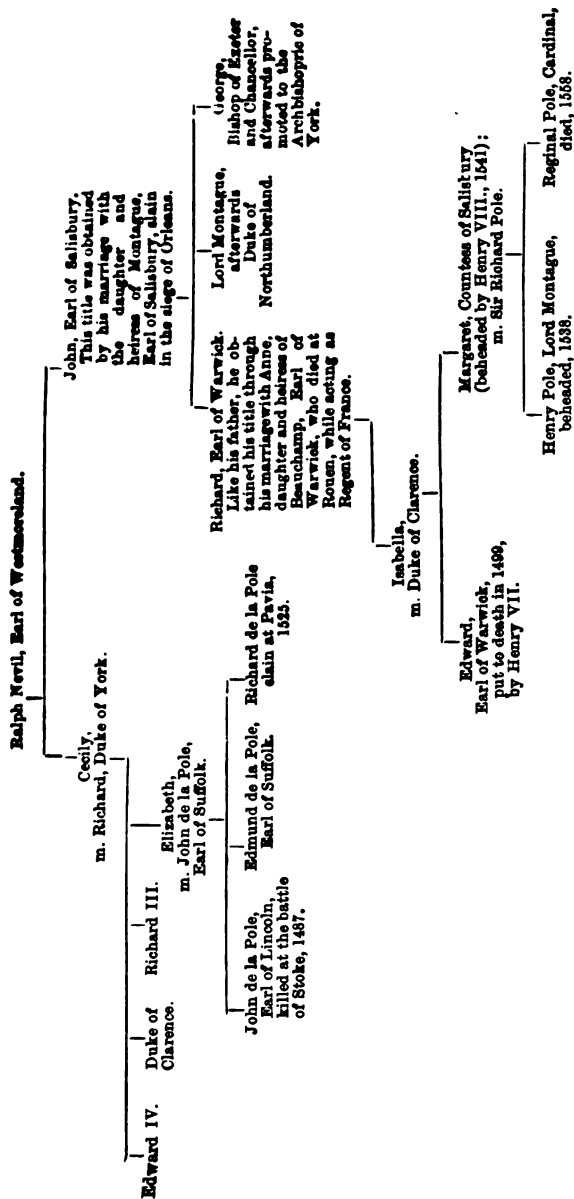 Ralph Nevil, Earl of Westmoreland.
Cecily,
m. Richard, Duke of York.
John, Earl of Salisbury.
This title was obtained
by his marriage with
the daughter and
heiress of Montague,
Earl of Salisbury, slain
in the siege of Orleans.
Edward IV.
Duke of
Clarence.
Richard III.
Elizabeth,
m. John de la Pole,
Earl of Suffolk.
Richard, Earl of Warwick.
Like his father, he ob-
tained his title through
his marriage with Anne,
daughter and heiress of
Beauchamp, Earl of
Warwick, who died at
Rouen, while acting as
Regent of France.
Lord Montague,
afterwards
Duke of
Northumberland.
George,
Bishop of Exeter
and Chancellor,
afterwards pro-
moted to the
Archbishopric of
York.
John de la Pole,
Earl of Lincoln,
killed at the battle
of Stoke, 1487.
Edmund de la Pole,
Earl of Suffolk.
Richard de la Pole
slain at Pavia,
1525.
Isabella,
m. Duke of Clarence.
Edward,
Earl of Warwick,
put to death in 1499,
by Henry VII.
Margaret, Countess of Salisbury
(beheaded by Henry VIII., 1541);
m. Sir Richard Pole.
Henry Pole, Lord Montague,
beheaded, 1538.
Reginal Pole, Cardinal,
died, 1558.